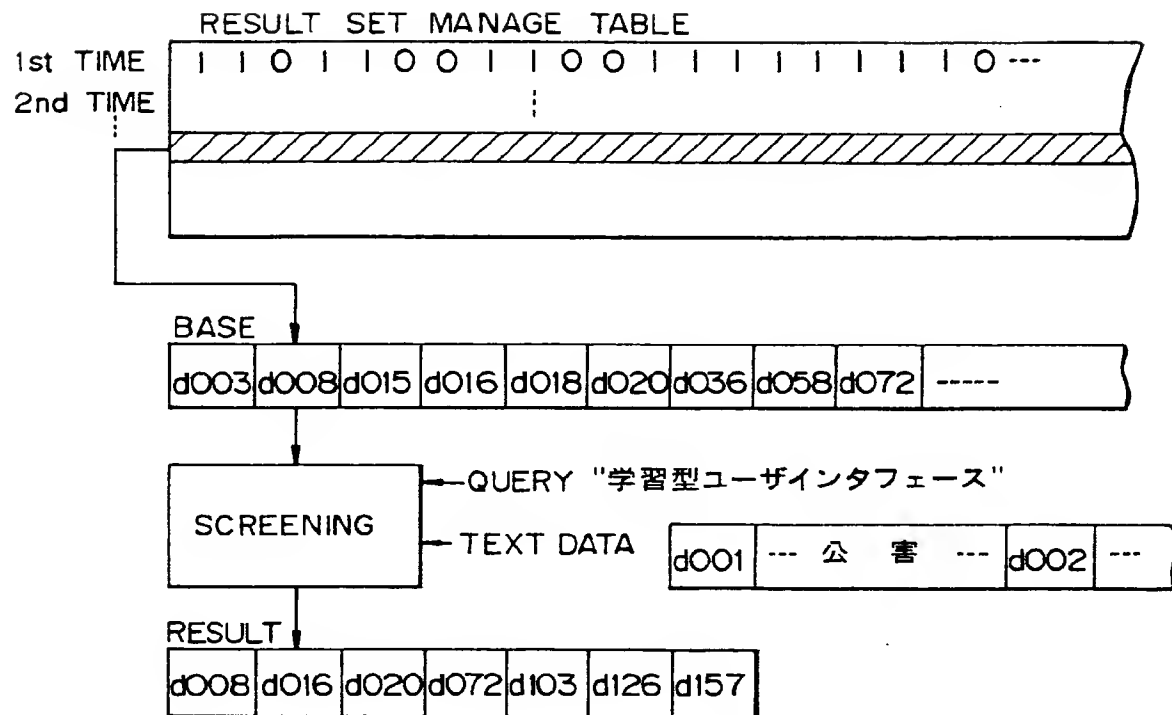 RESULT SET MANAGE TABLE
1st TIME 1 1 0 1 1 0 0 1 1 0 0 1 1 1 1 1 1 1 1 0 ---
2nd TIME
BASE
d003 d008 d015 d016 d018 d020 d036 d058 d072 -----
QUERY "学習型ユーザインタフェース"
SCREENING
TEXT DATA
d001 --- 公 害 --- d002 ---
RESULT
d008 d016 d020 d072 d103 d126 d157